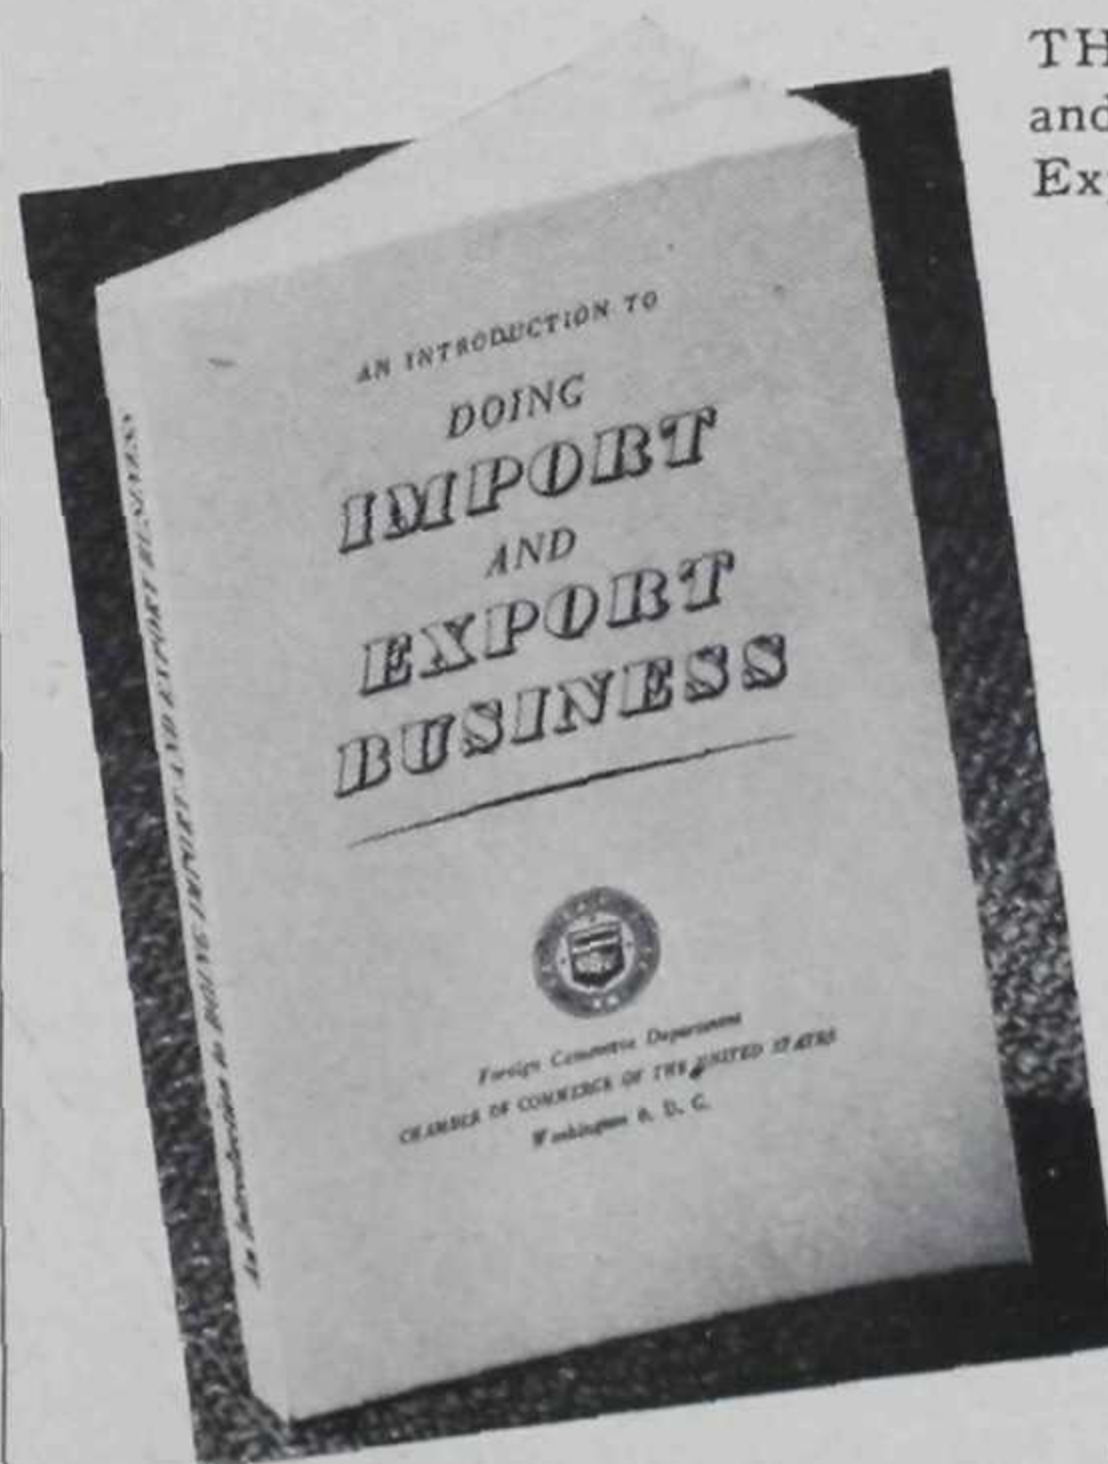 AN INTRODUCTION TO
DOING
IMPORT
AND
EXPORT
BUSINESS
Foreign Commerce Department
CHAMBER OF COMMERCE OF THE UNITED STATES
Washington 6, D. C.
An Introduction to DOING IMPORT AND EXPORT BUSINESS
TH
and
Ex